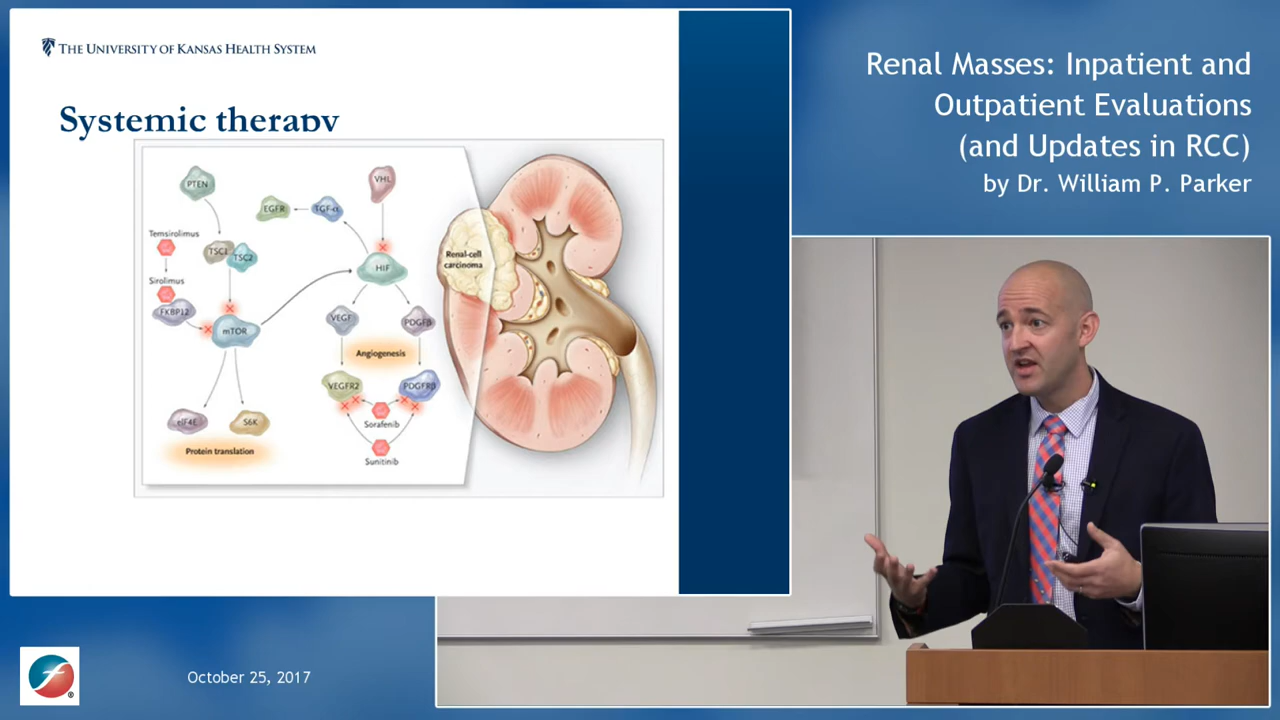 THE UNIVERSITY OF KANSAS HEALTH SYSTEM
Systemic therapy
PTEN
VHL
EGFR
TGF-α
Temsirolimus
TSC1
TSC2
Renal-cell
carcinoma
HIF
Sirolimus
FKBP12
mTOR
VEGF
PDGFβ
Angiogenesis
VEGFR2
PDGFRβ
eIF4E
S6K
Sorafenib
Protein translation
Sunitinib
Renal Masses: Inpatient and
Outpatient Evaluations
(and Updates in RCC)
by Dr. William P. Parker
October 25, 2017
®